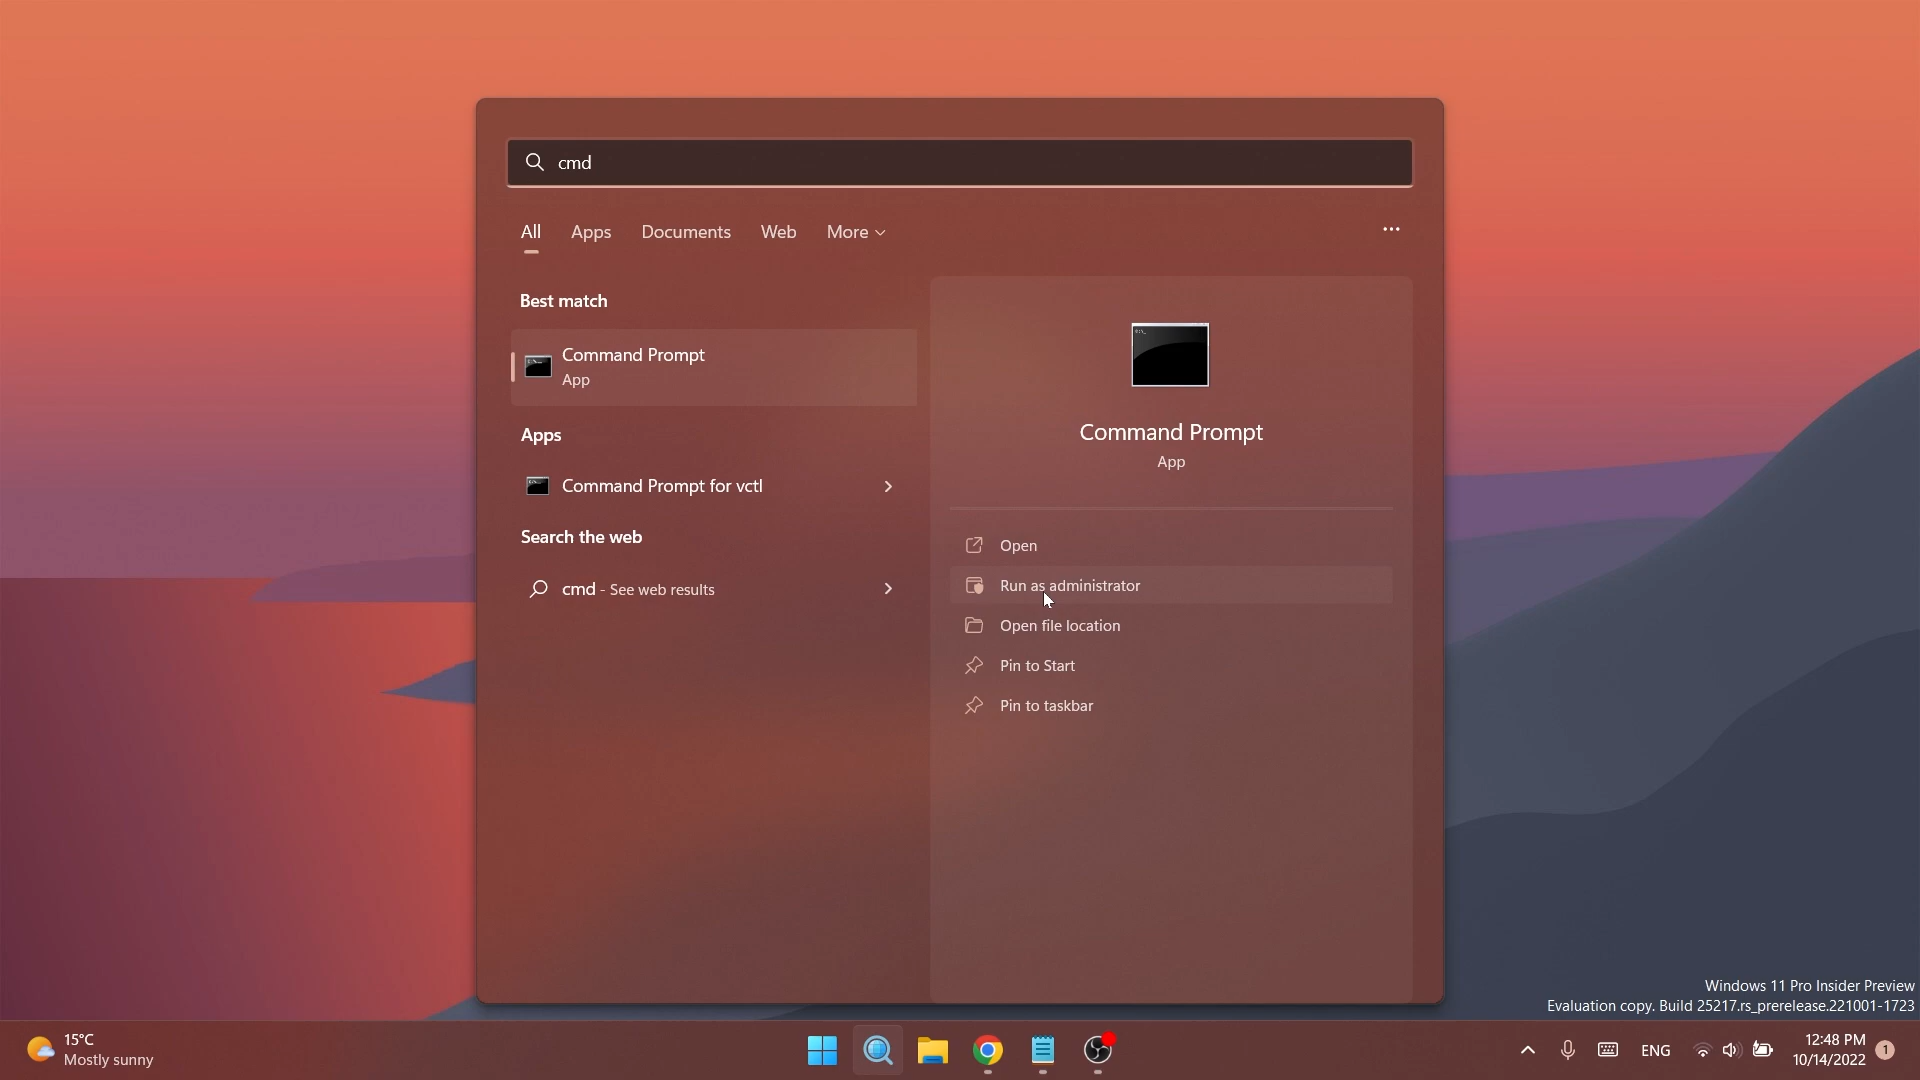 cmd
All Apps Documents Web More
Best match
Command Prompt
App
Apps
Command Prompt for vctl
Search the web
cmd - See web results
Command Prompt
App
Open
Run as administrator
Open file location
Pin to Start
Pin to taskbar
Windows 11 Pro Insider Preview
Evaluation copy. Build 25217.rs_prerelease.221001-1723
15°C
Mostly sunny
ENG
12:48 PM
10/14/2022
1